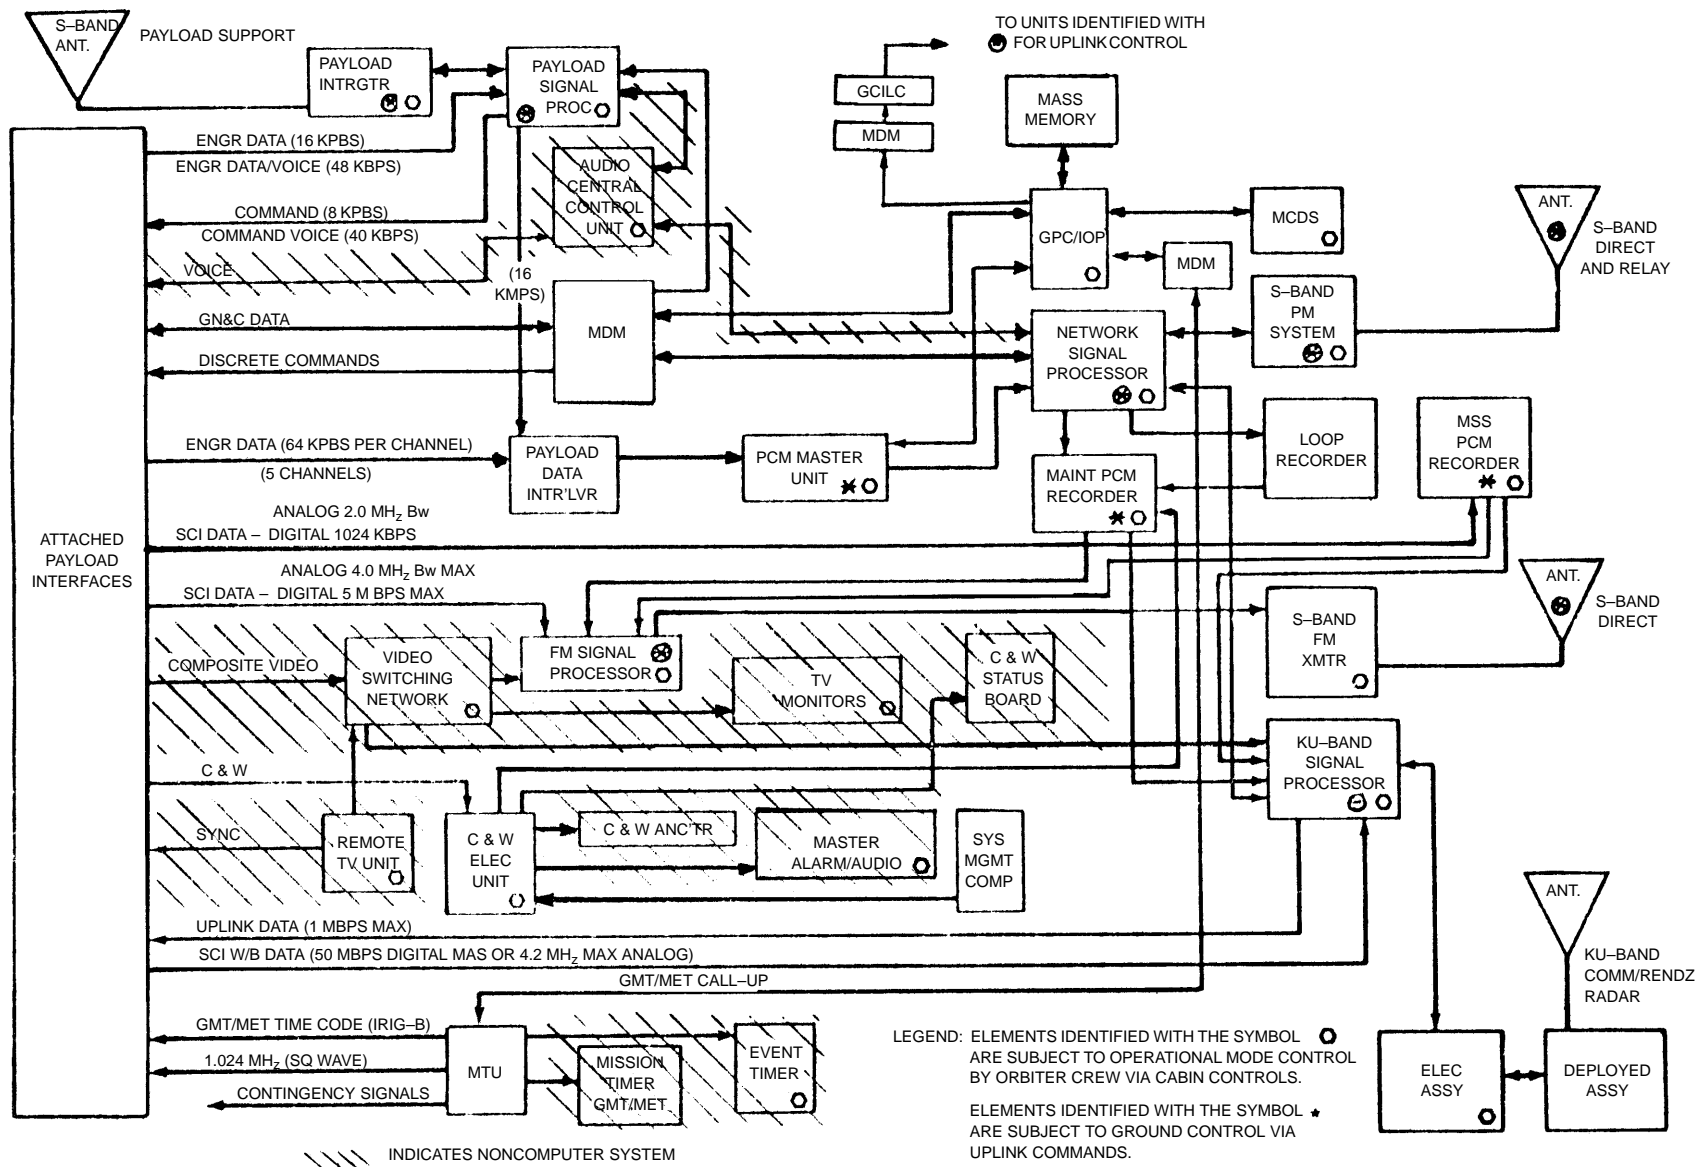 S–BAND
ANT.
PAYLOAD SUPPORT
PAYLOAD
INTRGTR
PAYLOAD
SIGNAL
PROC
TO UNITS IDENTIFIED WITH
FOR UPLINK CONTROL
GCILC
MDM
MASS
MEMORY
ENGR DATA (16 KPBS)
ENGR DATA/VOICE (48 KBPS)
AUDIO
CENTRAL
CONTROL
UNIT
COMMAND (8 KPBS)
COMMAND VOICE (40 KBPS)
VOICE
(16
KMPS)
GPC/IOP
MCDS
MDM
ANT.
S–BAND
DIRECT
AND RELAY
GN&C DATA
DISCRETE COMMANDS
MDM
NETWORK
SIGNAL
PROCESSOR
S–BAND
PM
SYSTEM
ENGR DATA (64 KPBS PER CHANNEL)
(5 CHANNELS)
PAYLOAD
DATA
INTR'LVR
PCM MASTER
UNIT
MAINT PCM
RECORDER
LOOP
RECORDER
MSS
PCM
RECORDER
ATTACHED
PAYLOAD
INTERFACES
ANALOG 2.0 MHZ Bw
SCI DATA – DIGITAL 1024 KBPS
ANALOG 4.0 MHZ Bw MAX
SCI DATA – DIGITAL 5 M BPS MAX
ANT.
S–BAND
DIRECT
S–BAND
FM
XMTR
COMPOSITE VIDEO
VIDEO
SWITCHING
NETWORK
FM SIGNAL
PROCESSOR
TV
MONITORS
C & W
STATUS
BOARD
KU–BAND
SIGNAL
PROCESSOR
C & W
SYNC
REMOTE
TV UNIT
C & W
ELEC
UNIT
C & W ANC'TR
MASTER
ALARM/AUDIO
SYS
MGMT
COMP
UPLINK DATA (1 MBPS MAX)
SCI W/B DATA (50 MBPS DIGITAL MAS OR 4.2 MHZ MAX ANALOG)
GMT/MET CALL–UP
ANT.
KU–BAND
COMM/RENDZ
RADAR
GMT/MET TIME CODE (IRIG–B)
1.024 MHZ (SQ WAVE)
CONTINGENCY SIGNALS
MTU
MISSION
TIMER
GMT/MET
EVENT
TIMER
ELEC
ASSY
DEPLOYED
ASSY
LEGEND: ELEMENTS IDENTIFIED WITH THE SYMBOL
ARE SUBJECT TO OPERATIONAL MODE CONTROL
BY ORBITER CREW VIA CABIN CONTROLS.
ELEMENTS IDENTIFIED WITH THE SYMBOL *
ARE SUBJECT TO GROUND CONTROL VIA
UPLINK COMMANDS.
INDICATES NONCOMPUTER SYSTEM